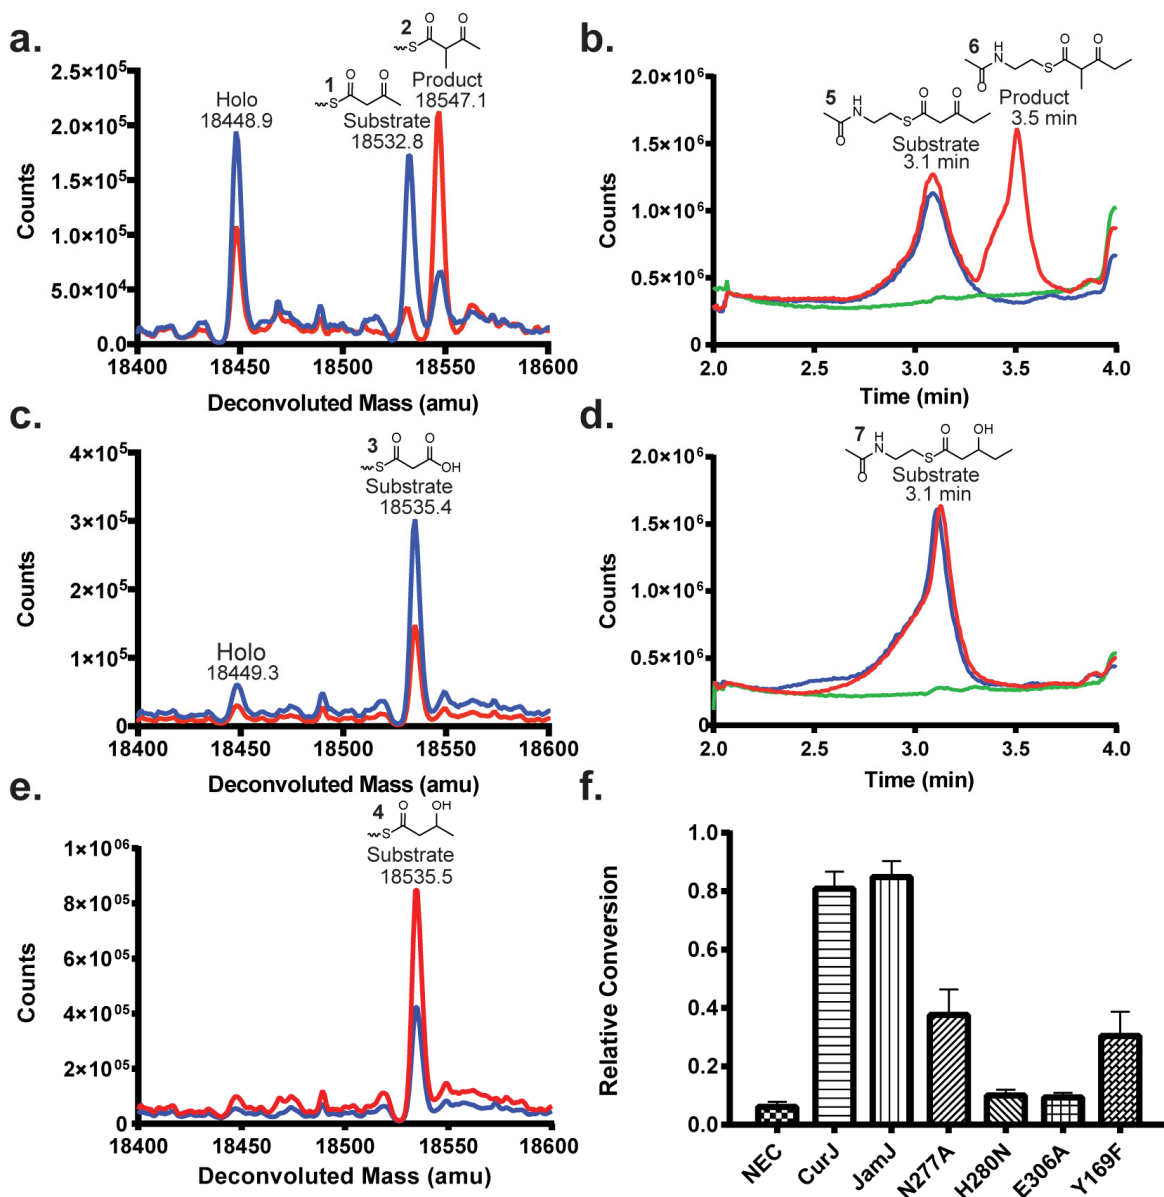 a.
2.5×10⁵
2.0×10⁵
1.5×10⁵
1.0×10⁵
5.0×10⁴
0.0
Counts
Holo
18448.9
1
S
O
O
Substrate
18532.8
2
S
O
O
Product
18547.1
18400
18450
18500
18550
18600
Deconvoluted Mass (amu)
b.
2.0×10⁶
1.5×10⁶
1.0×10⁶
0.5×10⁶
0
Counts
5
H
N
O
S
O
O
Substrate
3.1 min
6
H
N
O
S
O
O
Product
3.5 min
2.0
2.5
3.0
3.5
4.0
Time (min)
c.
4×10⁵
3×10⁵
2×10⁵
1×10⁵
0
Counts
Holo
18449.3
3
S
O
O
OH
Substrate
18535.4
18400
18450
18500
18550
18600
Deconvoluted Mass (amu)
d.
2.0×10⁶
1.5×10⁶
1.0×10⁶
0.5×10⁶
0
Counts
7
H
N
O
S
O
OH
Substrate
3.1 min
2.0
2.5
3.0
3.5
4.0
Time (min)
e.
1×10⁰⁶
8×10⁰⁵
6×10⁰⁵
4×10⁰⁵
2×10⁰⁵
0
Counts
4
S
O
OH
Substrate
18535.5
18400
18450
18500
18550
18600
Deconvoluted Mass (amu)
f.
1.0
0.8
0.6
0.4
0.2
0.0
Relative Conversion
NEC
CurJ
JamJ
N277A
H280N
E306A
Y169F